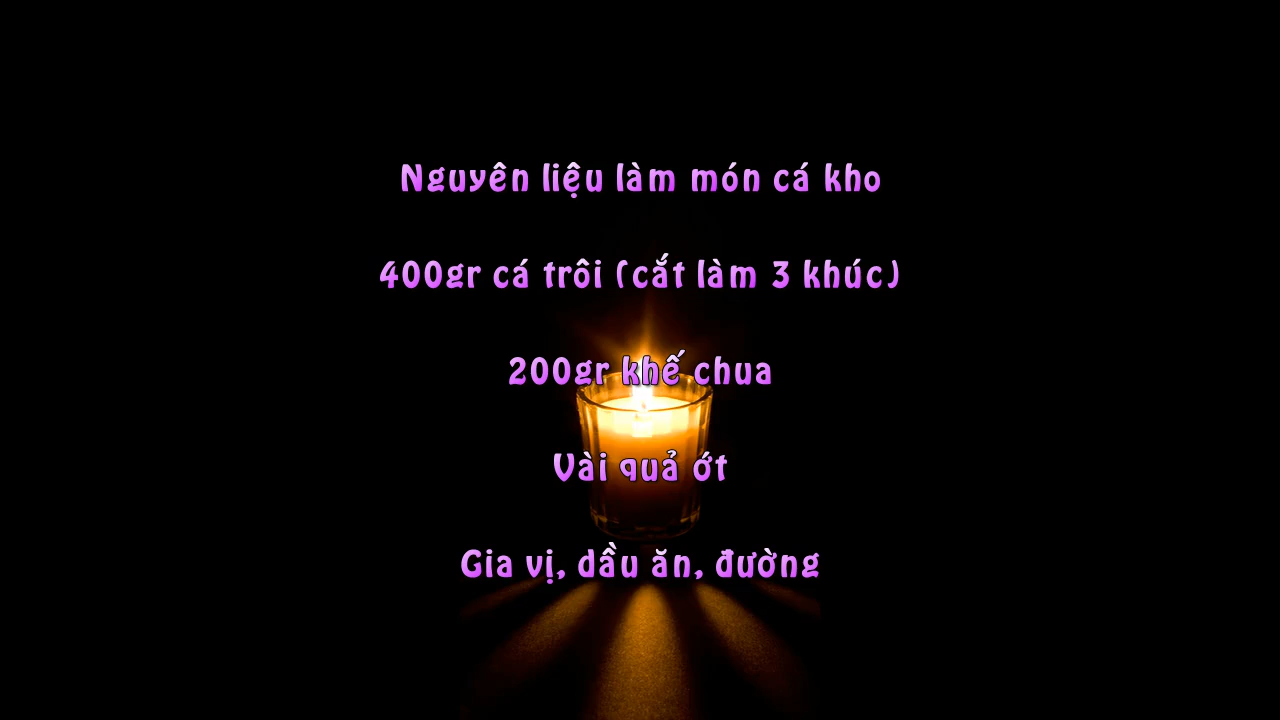 Nguyên liệu làm món cá kho
400gr cá trôi (cắt làm 3 khúc)
200gr khế chua
Vài quả ớt
Gia vị, dầu ăn, đường